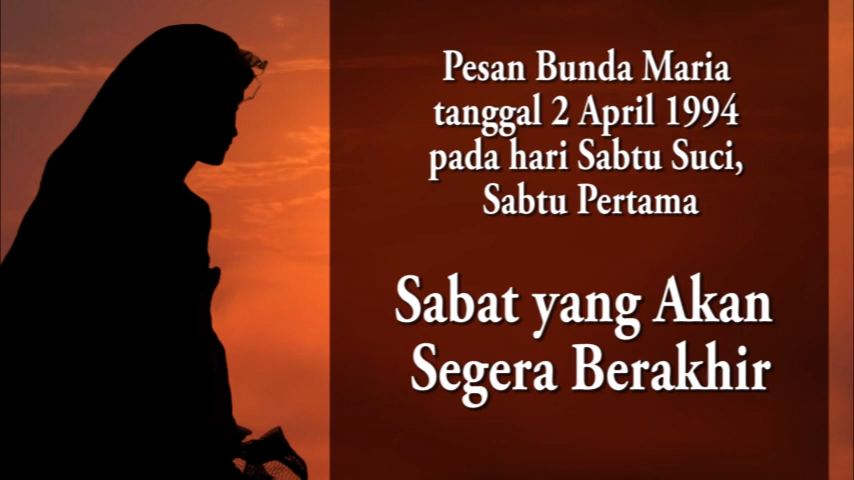 Pesan Bunda Maria
tanggal 2 April 1994
pada hari Sabtu Suci,
Sabtu Pertama
Sabat yang Akan
Segera Berakhir